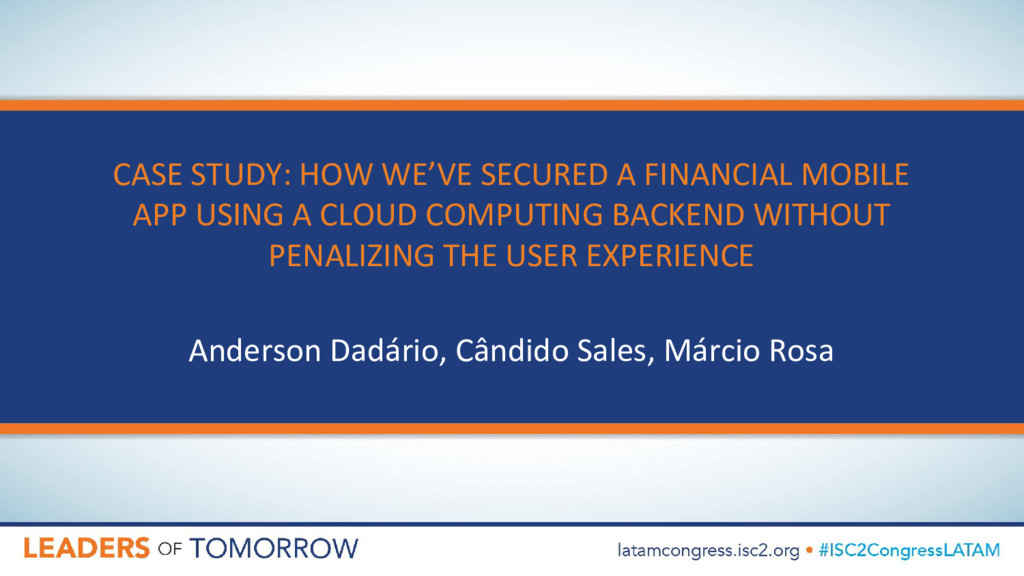 CASE STUDY: HOW WE’VE SECURED A FINANCIAL MOBILE
APP USING A CLOUD COMPUTING BACKEND WITHOUT
PENALIZING THE USER EXPERIENCE
Anderson Dadário, Cândido Sales, Márcio Rosa
LEADERS OF TOMORROW
latamcongress.isc2.org • #ISC2CongressLATAM